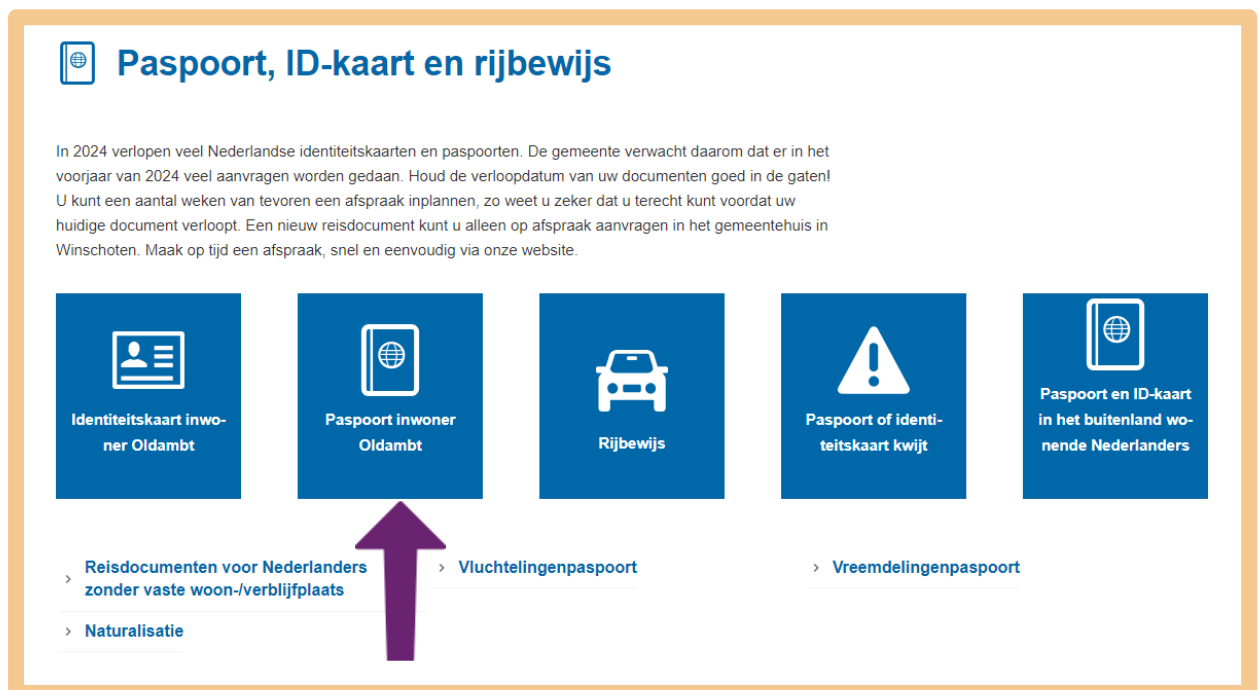 Paspoort, ID-kaart en rijbewijs
In 2024 verlopen veel Nederlandse identiteitskaarten en paspoorten. De gemeente verwacht daarom dat er in het
voorjaar van 2024 veel aanvragen worden gedaan. Houd de verloopdatum van uw documenten goed in de gaten!
U kunt een aantal weken van tevoren een afspraak inplannen, zo weet u zeker dat u terecht kunt voordat uw
huidige document verloopt. Een nieuw reisdocument kunt u alleen op afspraak aanvragen in het gemeentehuis in
Winschoten. Maak op tijd een afspraak, snel en eenvoudig via onze website.
Identiteitskaart inwo-
ner Oldambt
Paspoort inwoner
Oldambt
Rijbewijs
Paspoort of identi-
teitskaart kwijt
Paspoort en ID-kaart
in het buitenland wo-
nende Nederlanders
Reisdocumenten voor Nederlanders
zonder vaste woon-/verblijfplaats
Vluchtelingenpaspoort
Vreemdelingenpaspoort
Naturalisatie